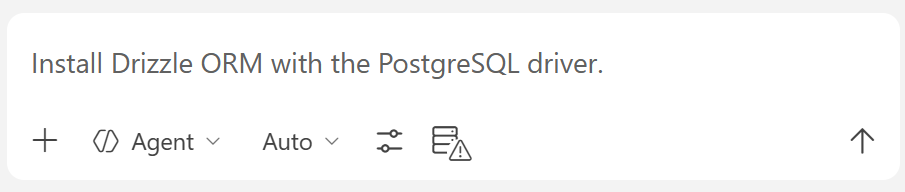 Install Drizzle ORM with the PostgreSQL driver.
Agent Auto